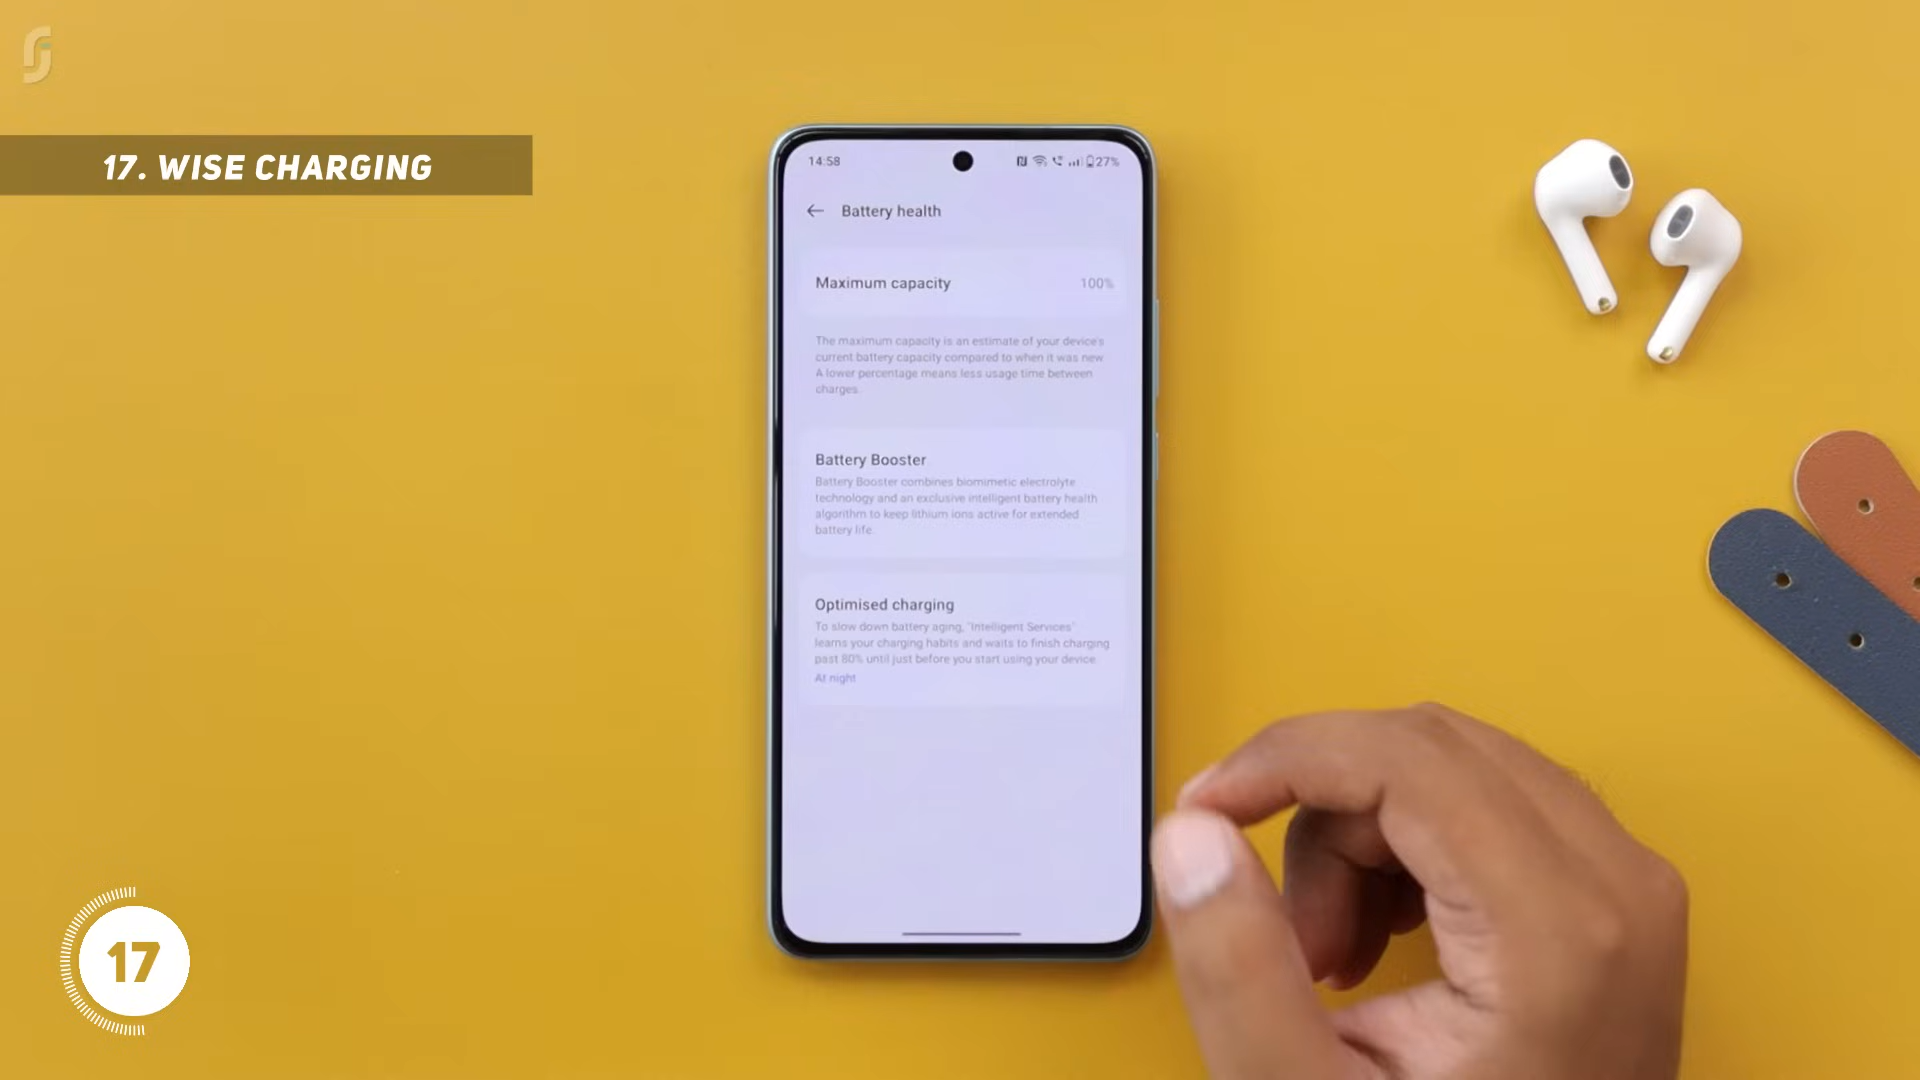 17. WISE CHARGING
14:58
27%
Battery health
Maximum capacity 100%
The maximum capacity is an estimate of your device's
current battery capacity compared to when it was new
A lower percentage means less usage time between
charges.
Battery Booster
Battery Booster combines biomimetic electrolyte
technology and an exclusive intelligent battery health
algorithm to keep lithium ions active for extended
battery life.
Optimised charging
To slow down battery aging, "Intelligent Services"
learns your charging habits and waits to finish charging
past 80% until just before you start using your device.
At night
17